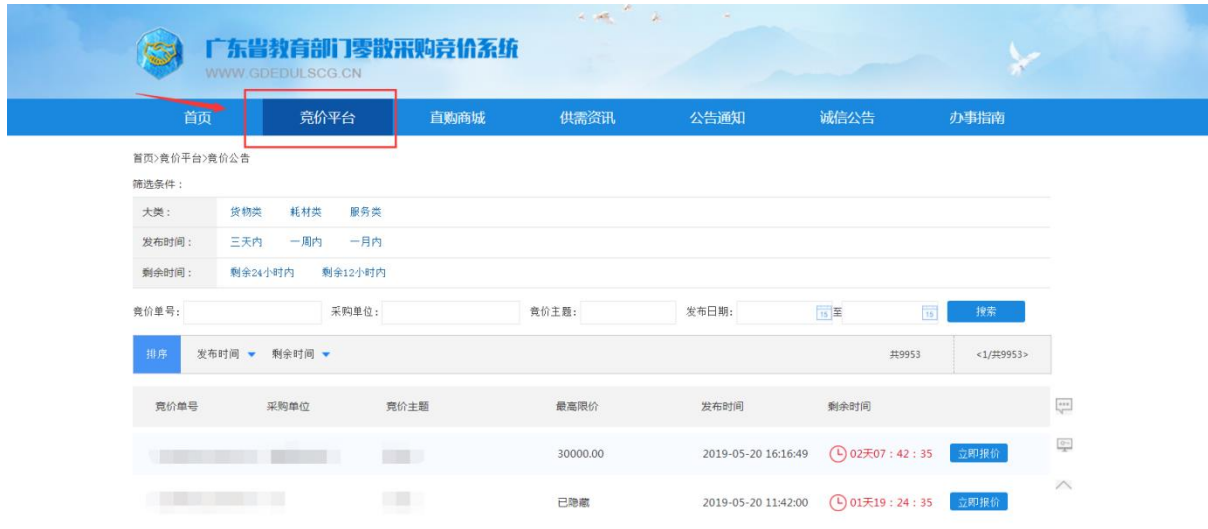 广东省教育部门零散采购竞价系统
WWW.GDEDULSCG.CN
首页 竞价平台 直购商城 供需资讯 公告通知 诚信公告 办事指南
首页>竞价平台>竞价公告
筛选条件：
大类： 货物类 耗材类 服务类
发布时间： 三天内 一周内 一月内
剩余时间： 剩余24小时内 剩余12小时内
竞价单号: 采购单位: 竞价主题: 发布日期: 15 至 15 搜索
排序 发布时间 剩余时间 共9953 <1/共9953>
竞价单号 采购单位 竞价主题 最高限价 发布时间 剩余时间
30000.00 2019-05-20 16:16:49 02天07：42：35 立即报价
已隐藏 2019-05-20 11:42:00 01天19：24：35 立即报价